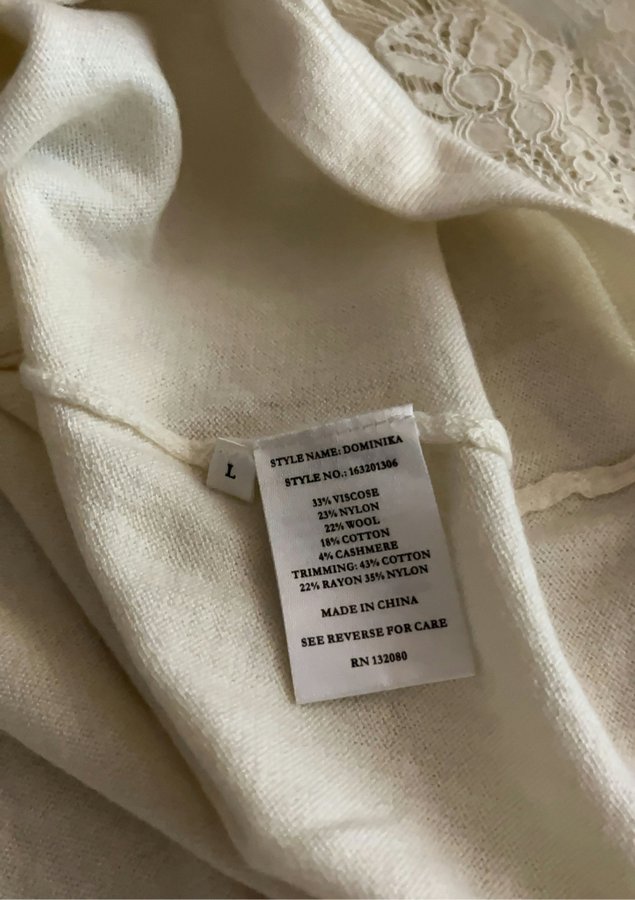 L
STYLE NAME: DOMINIKA
STYLE NO.: 163201306
33% VISCOSE
23% NYLON
22% WOOL
18% COTTON
4% CASHMERE
TRIMMING: 43% COTTON
22% RAYON 35% NYLON
MADE IN CHINA
SEE REVERSE FOR CARE
RN 132080